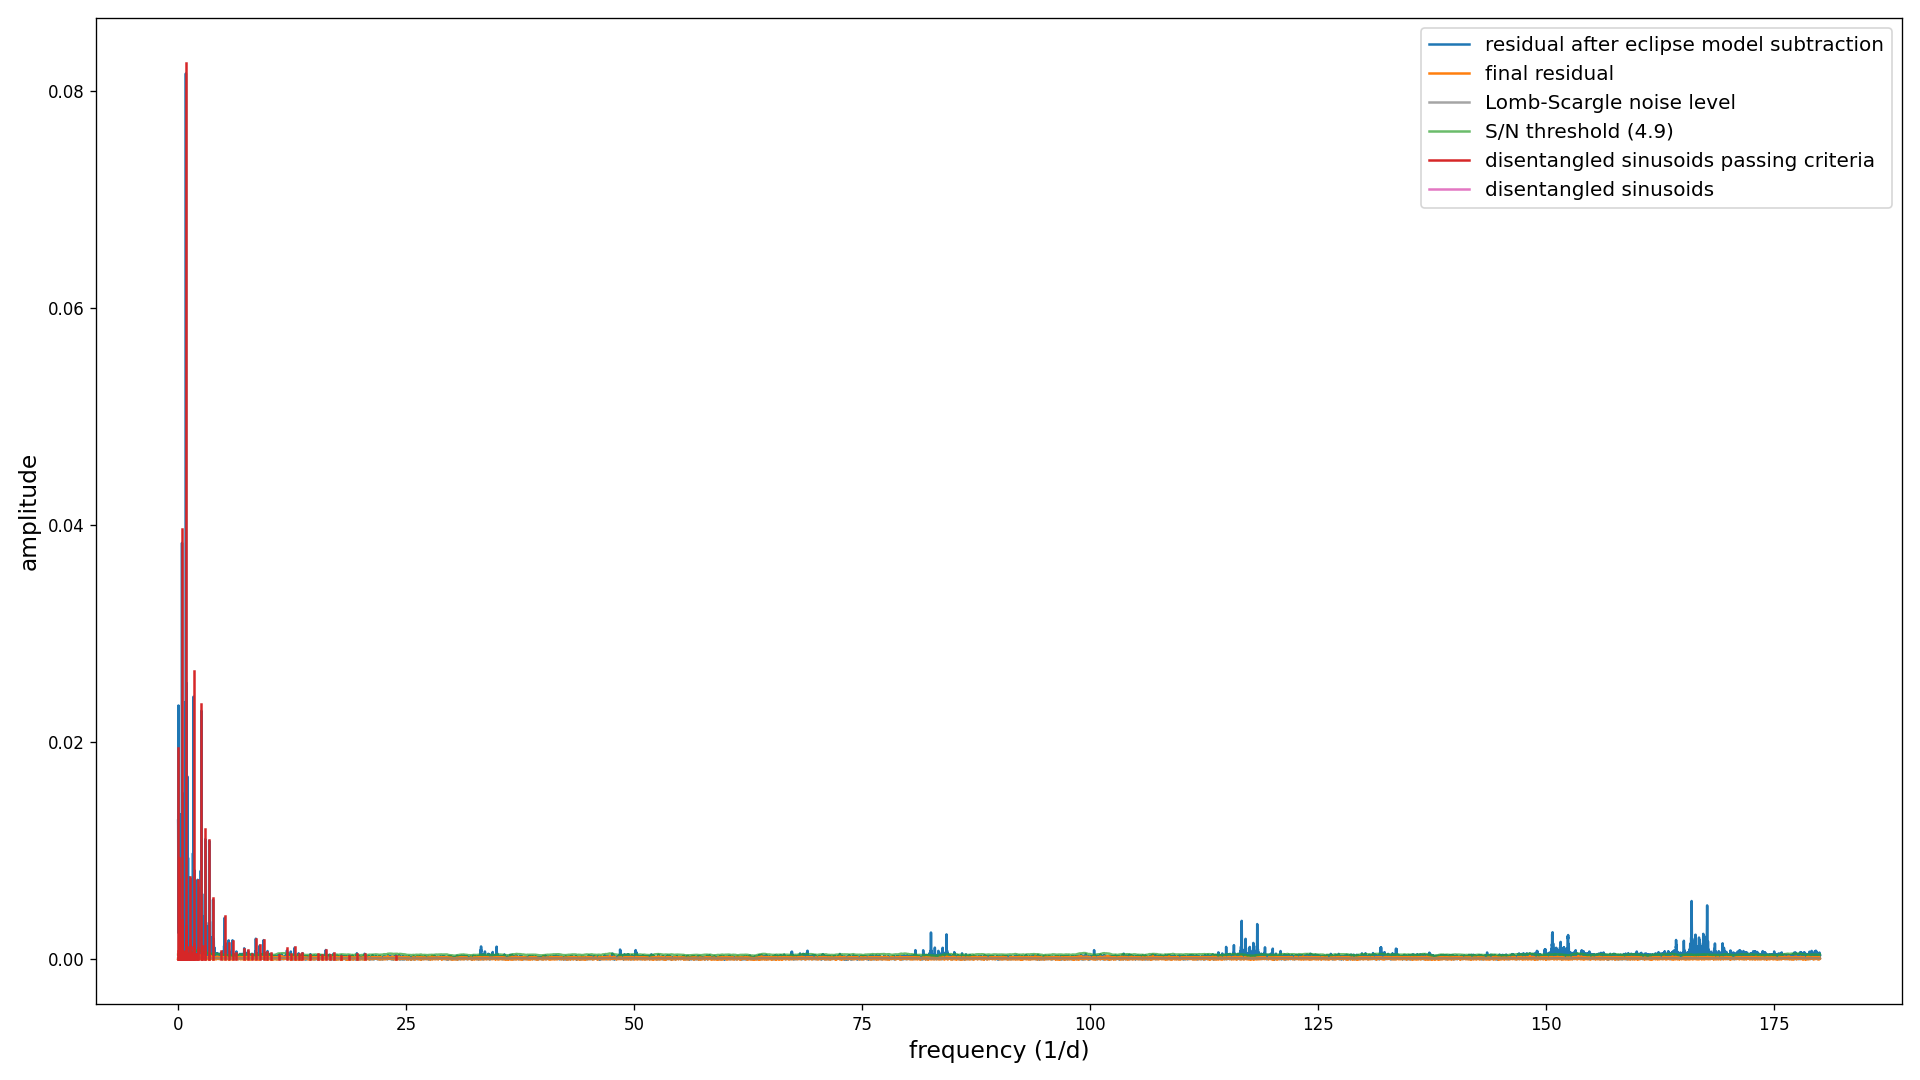 residual after eclipse model subtraction
final residual
Lomb-Scargle noise level
S/N threshold (4.9)
disentangled sinusoids passing criteria
disentangled sinusoids
amplitude
0.08
0.06
0.04
0.02
0.00
0 25 50 75 100 125 150 175
frequency (1/d)